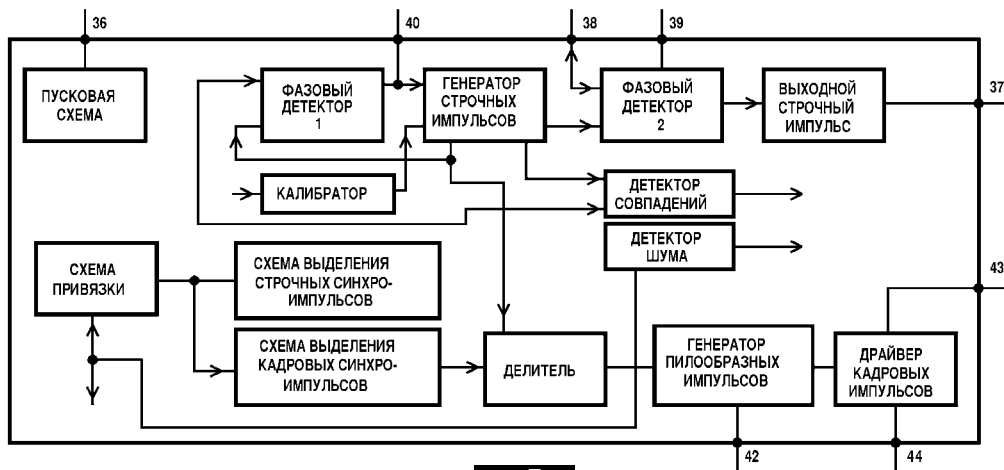 36
40
38
39
ПУСКОВАЯ
СХЕМА
ФАЗОВЫЙ
ДЕТЕКТОР
1
ГЕНЕРАТОР
СТРОЧНЫХ
ИМПУЛЬСОВ
ФАЗОВЫЙ
ДЕТЕКТОР
2
ВЫХОДНОЙ
СТРОЧНЫЙ
ИМПУЛЬС
37
КАЛИБРАТОР
ДЕТЕКТОР
СОВПАДЕНИЙ
ДЕТЕКТОР
ШУМА
СХЕМА
ПРИВЯЗКИ
СХЕМА ВЫДЕЛЕНИЯ
СТРОЧНЫХ СИНХРО-
ИМПУЛЬСОВ
43
СХЕМА ВЫДЕЛЕНИЯ
КАДРОВЫХ СИНХРО-
ИМПУЛЬСОВ
ДЕЛИТЕЛЬ
ГЕНЕРАТОР
ПИЛООБРАЗНЫХ
ИМПУЛЬСОВ
ДРАЙВЕР
КАДРОВЫХ
ИМПУЛЬСОВ
42
44